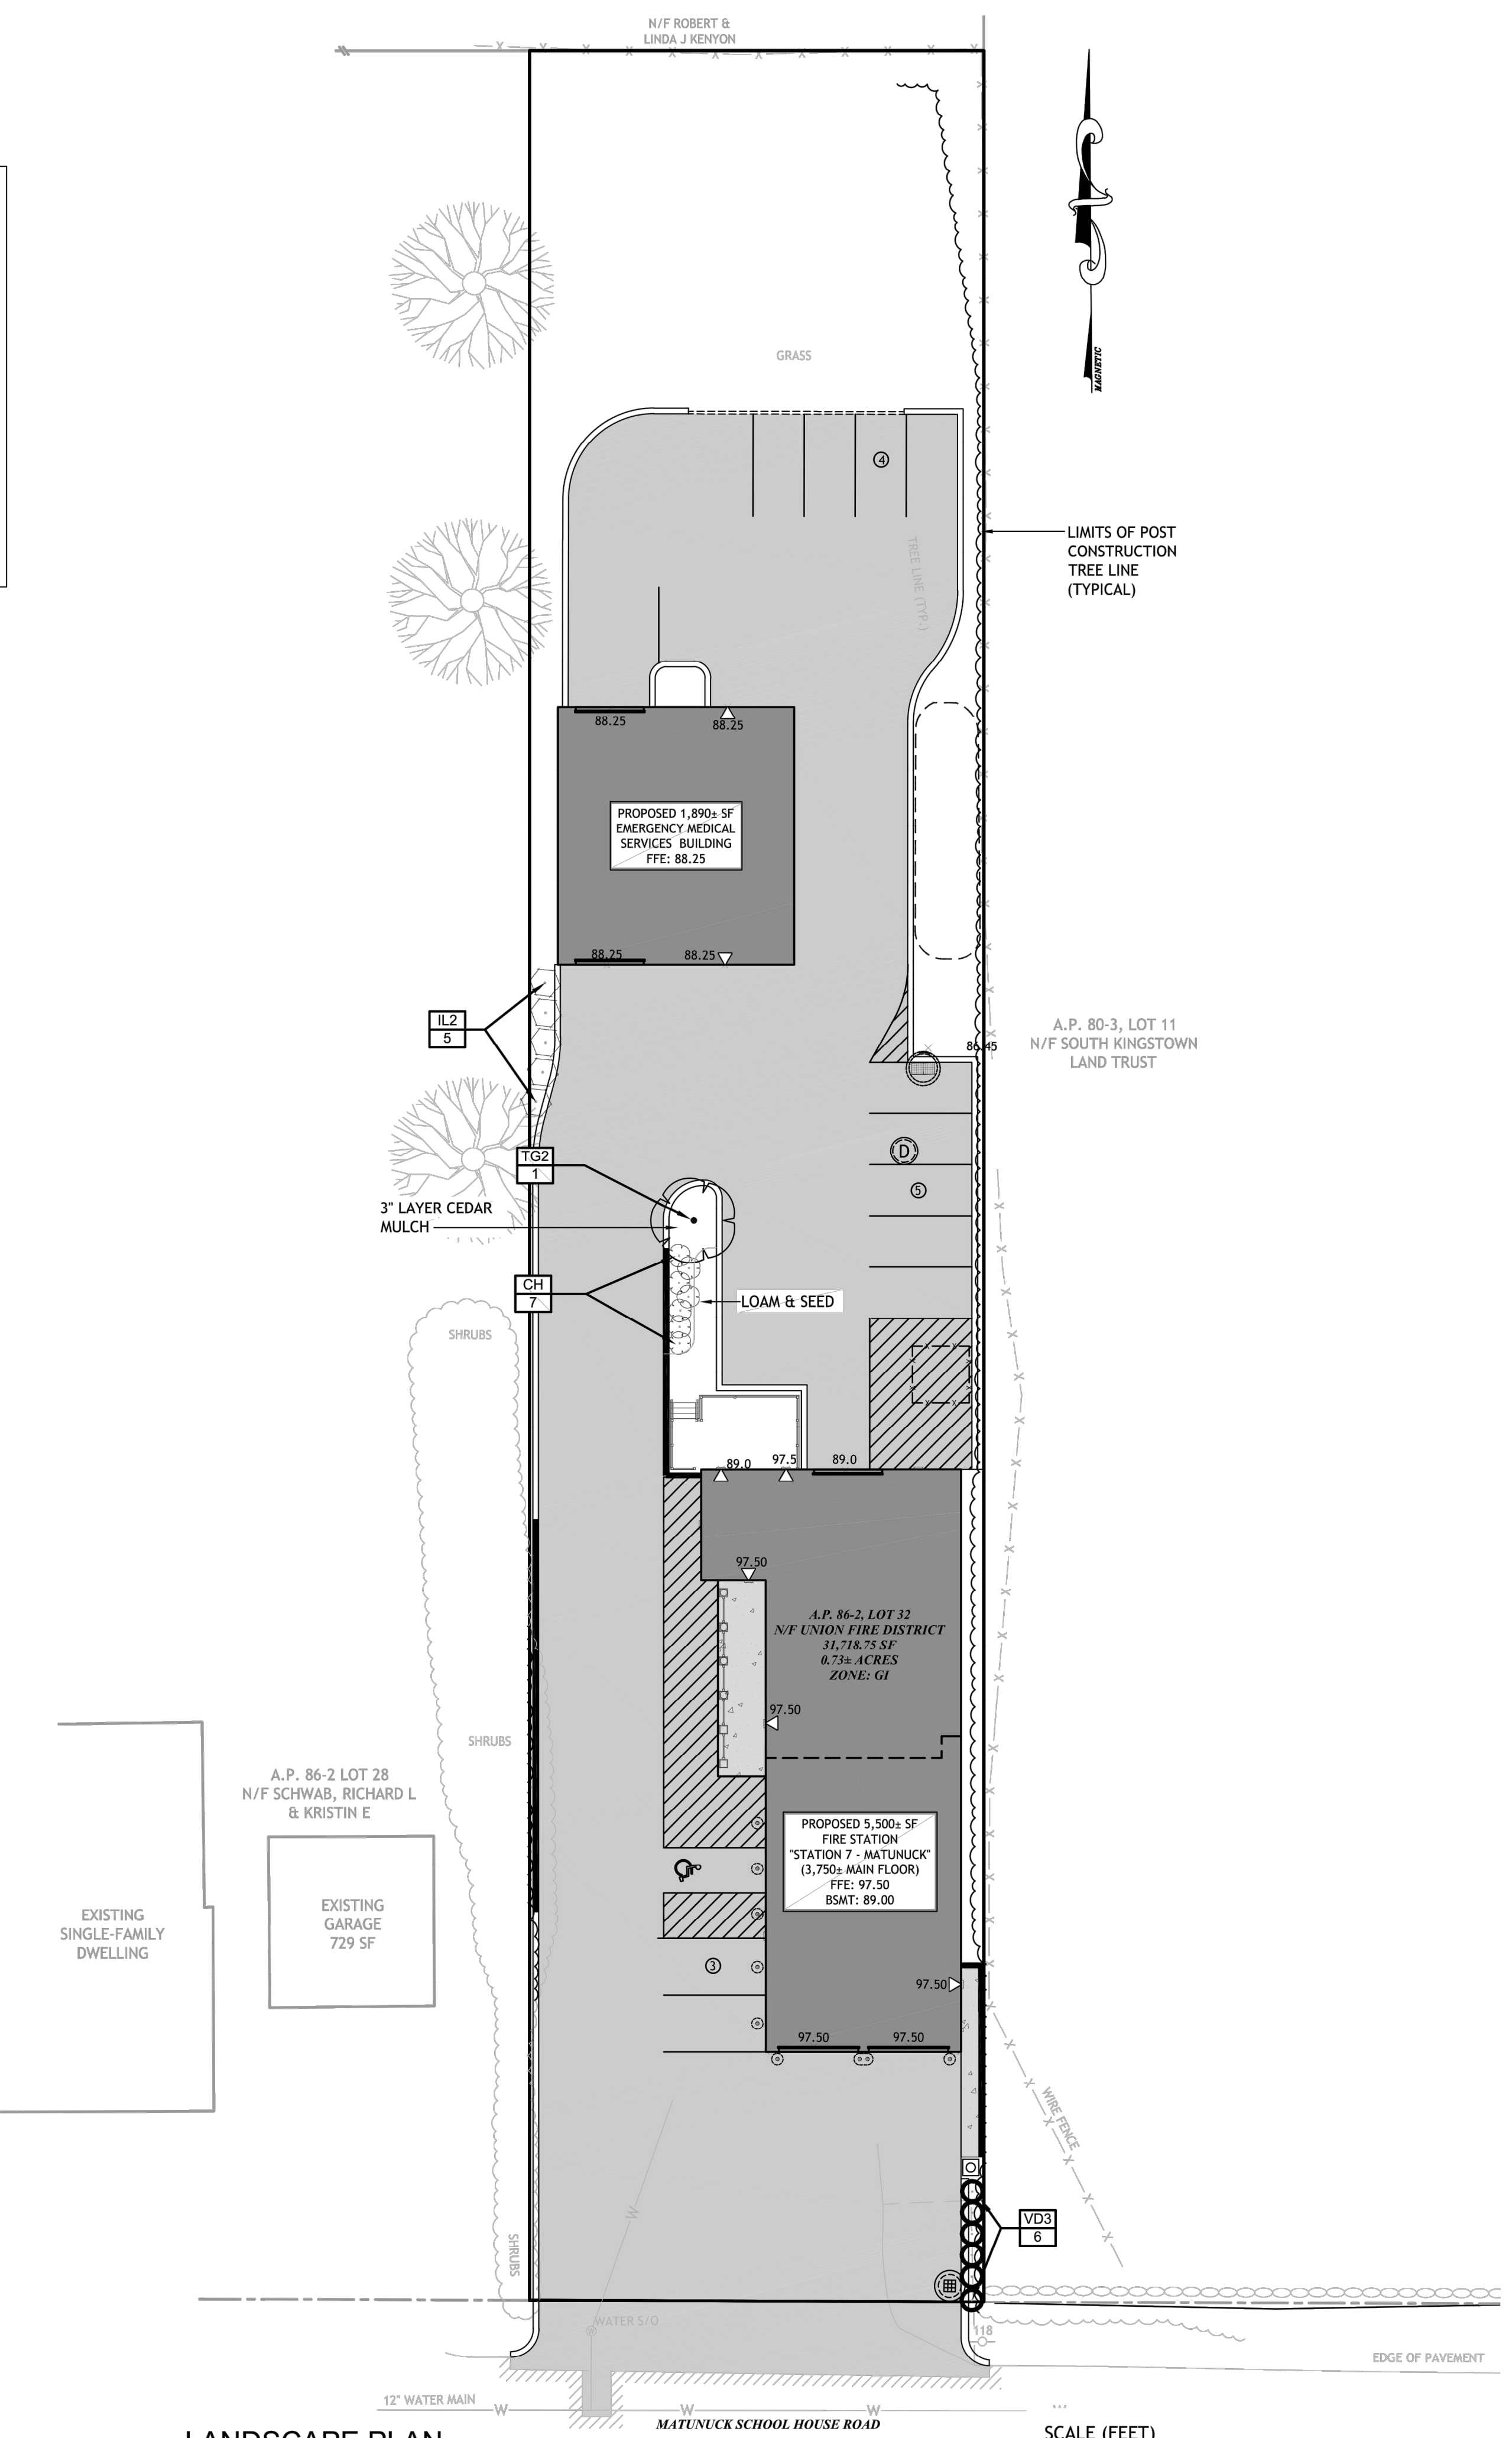 N/F ROBERT &
LINDA J KENYON
MAGNETIC
GRASS
4
TREE LINE (TYP.)
LIMITS OF POST
CONSTRUCTION
TREE LINE
(TYPICAL)
88.25
88.25
PROPOSED 1,890± SF
EMERGENCY MEDICAL
SERVICES BUILDING
FFE: 88.25
88.25
88.25
IL2
5
86.45
A.P. 80-3, LOT 11
N/F SOUTH KINGSTOWN
LAND TRUST
D
TG2
1
5
3" LAYER CEDAR
MULCH
CH
7
LOAM & SEED
SHRUBS
89.0
97.5
89.0
97.50
A.P. 86-2, LOT 32
N/F UNION FIRE DISTRICT
31,718.75 SF
0.73± ACRES
ZONE: GI
97.50
SHRUBS
A.P. 86-2 LOT 28
N/F SCHWAB, RICHARD L
& KRISTIN E
PROPOSED 5,500± SF
FIRE STATION
"STATION 7 - MATUNUCK"
(3,750± MAIN FLOOR)
FFE: 97.50
BSMT: 89.00
EXISTING
GARAGE
729 SF
EXISTING
SINGLE-FAMILY
DWELLING
3
97.50
97.50
97.50
WIRE FENCE
W
VD3
6
SHRUBS
WATER S/O
118
EDGE OF PAVEMENT
12" WATER MAIN
W
W
W
MATUNUCK SCHOOL HOUSE ROAD
LANDSCAPE PLAN
SCALE (FEET)